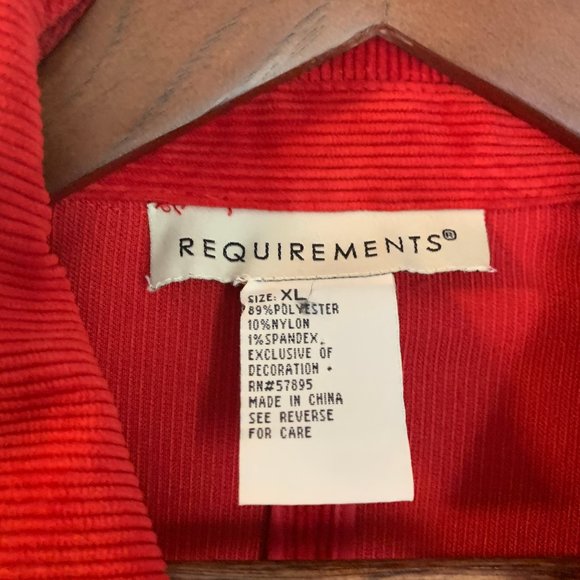 REQUIREMENTS®
SIZE: XL
89%POLYESTER
10%NYLON
1%SPANDEX
EXCLUSIVE OF
DECORATION
RN#57895
MADE IN CHINA
SEE REVERSE
FOR CARE